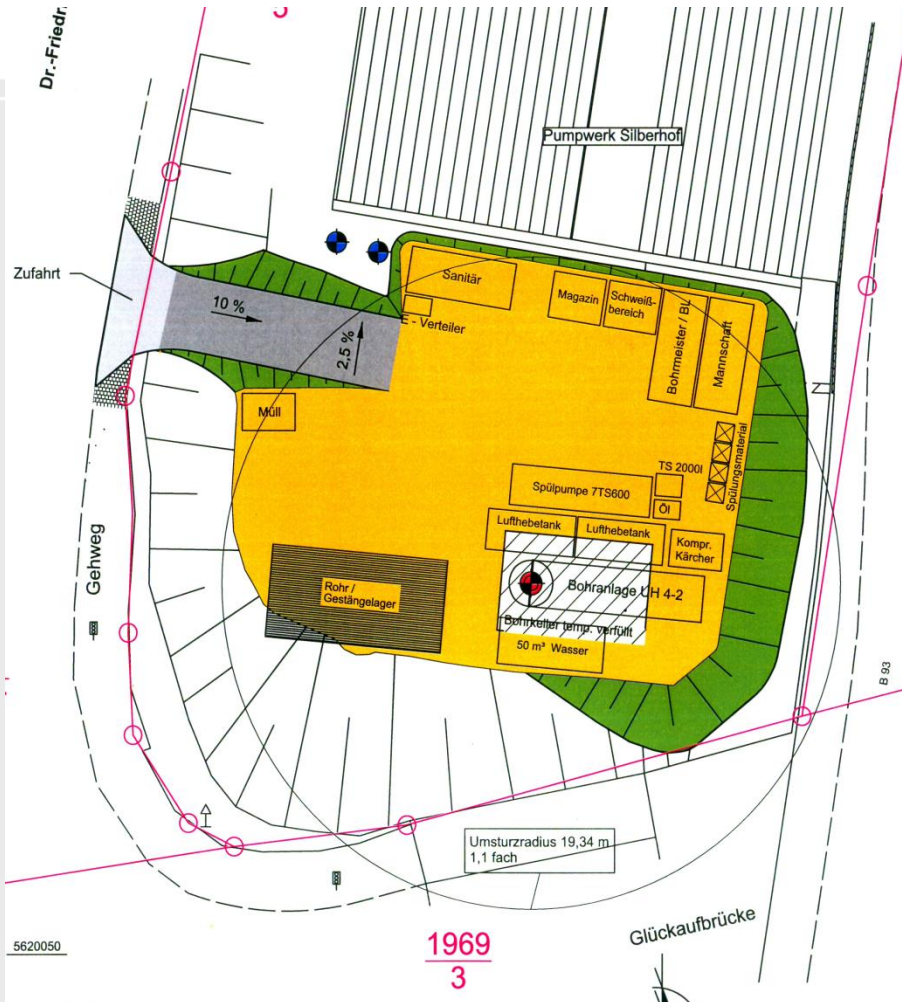 5
Dr.-Friedr.
Pumpwerk Silberhof
Zufahrt
Sanitär
10 %
2,5 %
E - Verteiler
Magazin
Schweiß-
bereich
Bohrmeister / BL
Mannschaft
Müll
Spülungsmaterial
TS 2000l
Spülpumpe 7TS600
Öl
Lufthebetank
Lufthebetank
Kompr.
Kärcher
Gehweg
Rohr /
Gestängelager
Bohranlage UH 4-2
Bohrkeller temp. verfüllt
50 m³ Wasser
B 93
Umsturzradius 19,34 m
1,1 fach
Glückaufbrücke
5620050
1969
3